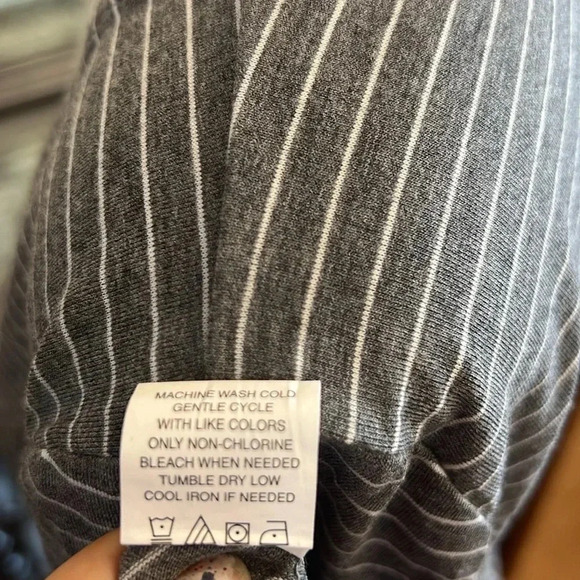 MACHINE WASH COLD
GENTLE CYCLE
WITH LIKE COLORS
ONLY NON-CHLORINE
BLEACH WHEN NEEDED
TUMBLE DRY LOW
COOL IRON IF NEEDED